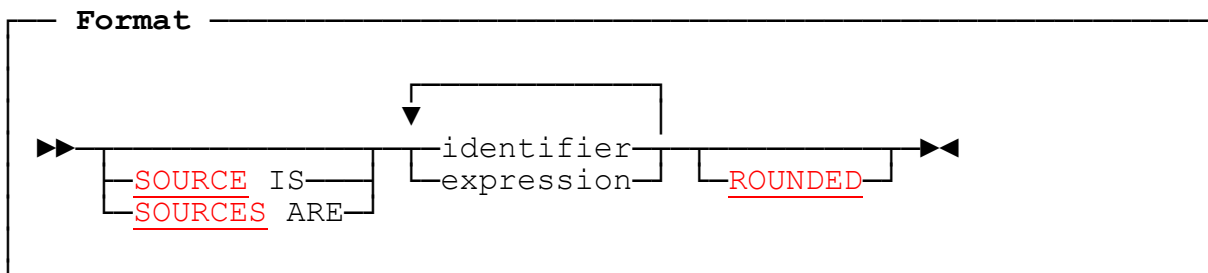 Format
identifier
SOURCE IS expression ROUNDED
SOURCES ARE